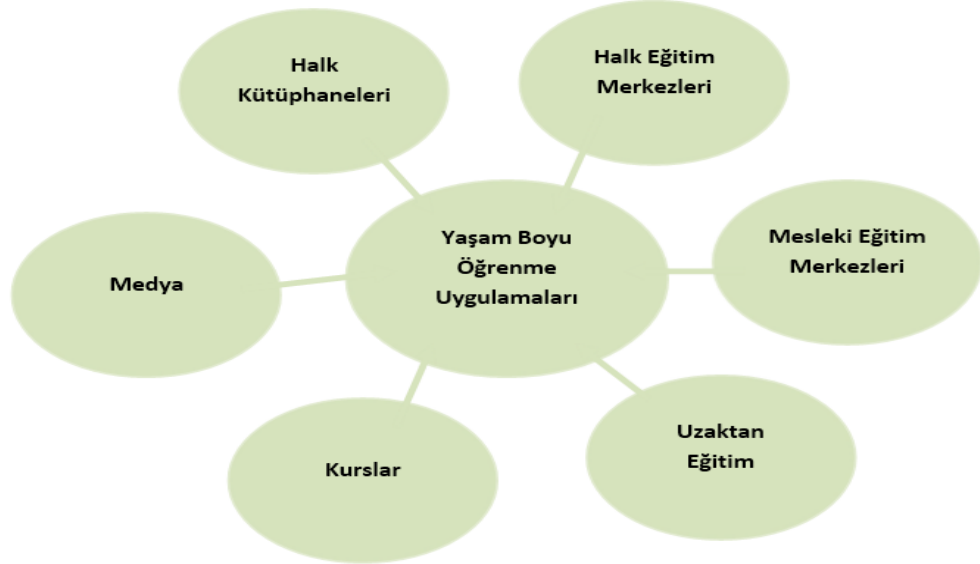 Halk
Kütüphaneleri
Halk Eğitim
Merkezleri
Yaşam Boyu
Öğrenme
Uygulamaları
Mesleki Eğitim
Merkezleri
Medya
Kurslar
Uzaktan
Eğitim